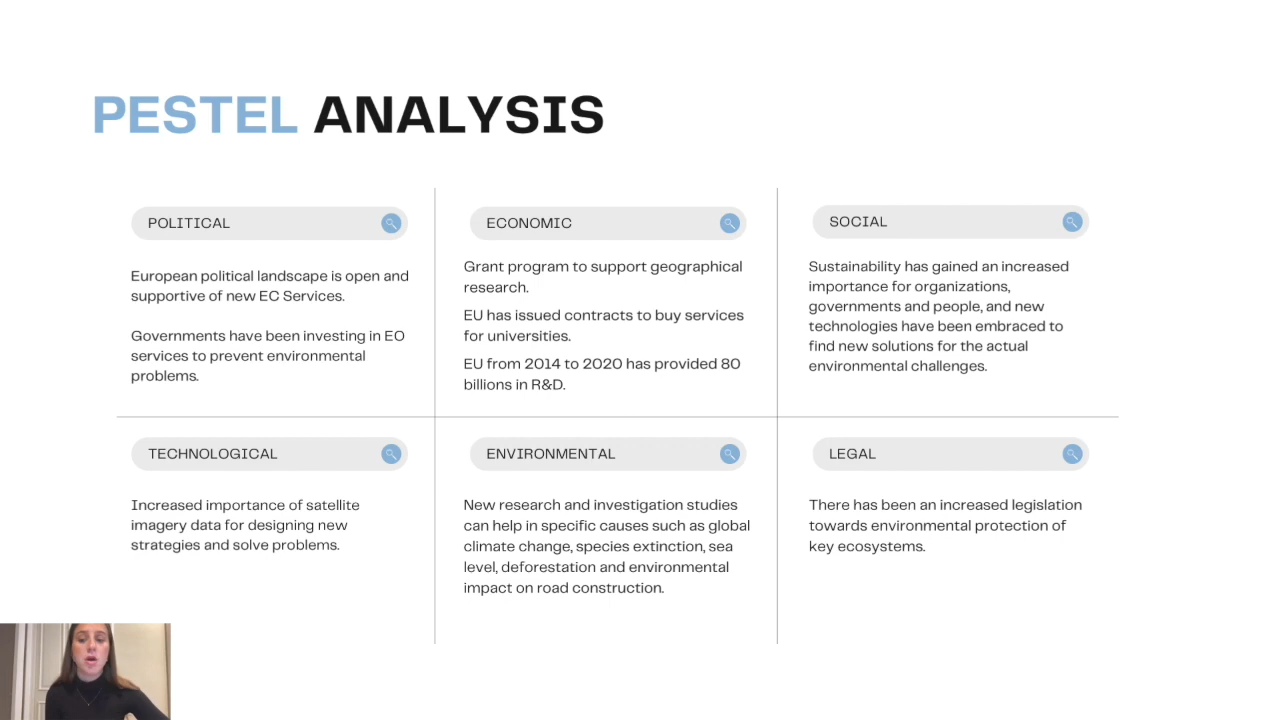 PESTEL ANALYSIS
POLITICAL
European political landscape is open and
supportive of new EC Services.
Governments have been investing in EO
services to prevent environmental
problems.
ECONOMIC
Grant program to support geographical
research.
EU has issued contracts to buy services
for universities.
EU from 2014 to 2020 has provided 80
billions in R&D.
SOCIAL
Sustainability has gained an increased
importance for organizations,
governments and people, and new
technologies have been embraced to
find new solutions for the actual
environmental challenges.
TECHNOLOGICAL
Increased importance of satellite
imagery data for designing new
strategies and solve problems.
ENVIRONMENTAL
New research and investigation studies
can help in specific causes such as global
climate change, species extinction, sea
level, deforestation and environmental
impact on road construction.
LEGAL
There has been an increased legislation
towards environmental protection of
key ecosystems.